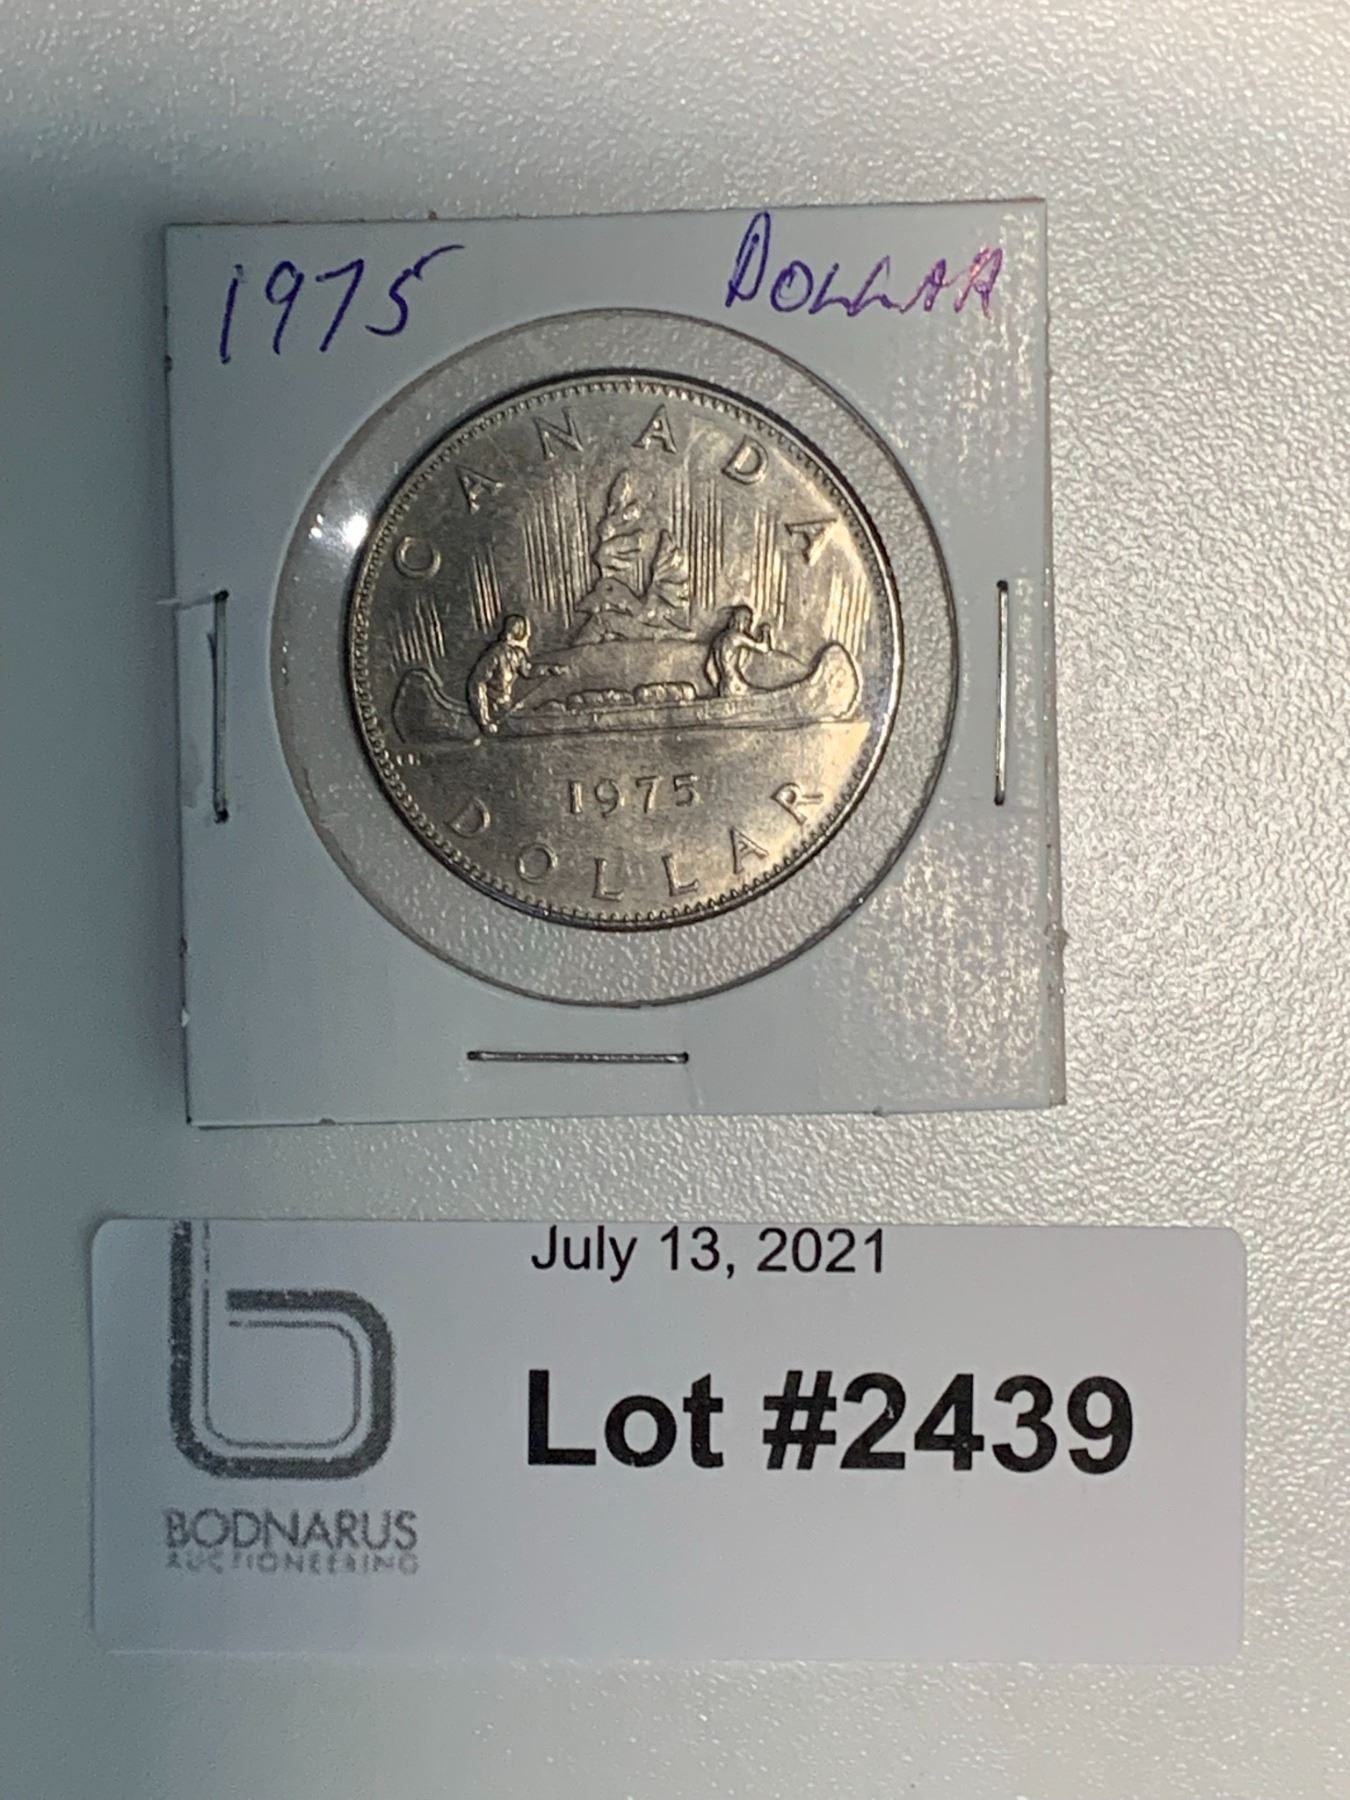 1975 DOLLAR
CANADA
1975
DOLLAR
July 13, 2021
Lot #2439
BODNARUS
AUCTIONEERING